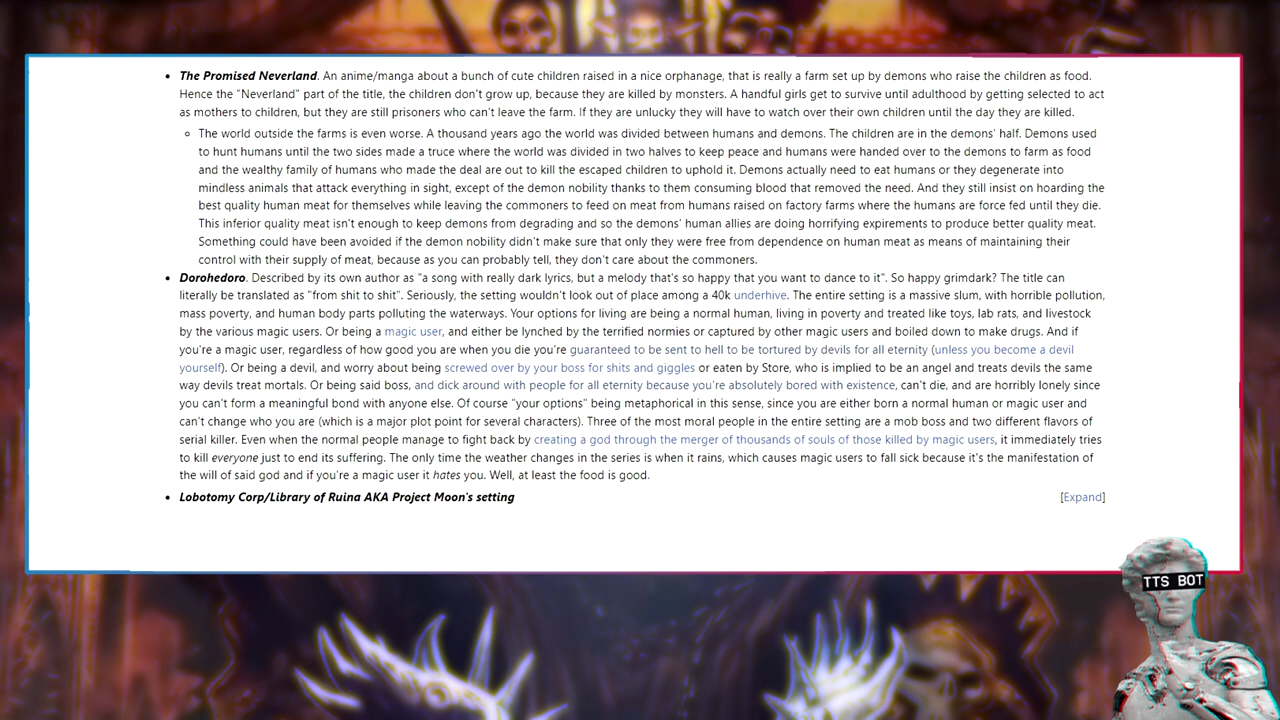 • The Promised Neverland. An anime/manga about a bunch of cute children raised in a nice orphanage, that is really a farm set up by demons who raise the children as food.
Hence the "Neverland" part of the title, the children don't grow up, because they are killed by monsters. A handful girls get to survive until adulthood by getting selected to act
as mothers to children, but they are still prisoners who can't leave the farm. If they are unlucky they will have to watch over their own children until the day they are killed.
The world outside the farms is even worse. A thousand years ago the world was divided between humans and demons. The children are in the demons' half. Demons used
to hunt humans until the two sides made a truce where the world was divided in two halves to keep peace and humans were handed over to the demons to farm as food
and the wealthy family of humans who made the deal are out to kill the escaped children to uphold it. Demons actually need to eat humans or they degenerate into
mindless animals that attack everything in sight, except of the demon nobility thanks to them consuming blood that removed the need. And they still insist on hoarding the
best quality human meat for themselves while leaving the commoners to feed on meat from humans raised on factory farms where the humans are force fed until they die.
This inferior quality meat isn't enough to keep demons from degrading and so the demons' human allies are doing horrifying expirements to produce better quality meat.
Something could have been avoided if the demon nobility didn't make sure that only they were free from dependence on human meat as means of maintaining their
control with their supply of meat, because as you can probably tell, they don't care about the commoners.
• Dorohedoro. Described by its own author as "a song with really dark lyrics, but a melody that's so happy that you want to dance to it". So happy grimdark? The title can
literally be translated as "from shit to shit". Seriously, the setting wouldn't look out of place among a 40k underhive. The entire setting is a massive slum, with horrible pollution,
mass poverty, and human body parts polluting the waterways. Your options for living are being a normal human, living in poverty and treated like toys, lab rats, and livestock
by the various magic users. Or being a magic user, and either be lynched by the terrified normies or captured by other magic users and boiled down to make drugs. And if
you're a magic user, regardless of how good you are when you die you're guaranteed to be sent to hell to be tortured by devils for all eternity (unless you become a devil
yourself). Or being a devil, and worry about being screwed over by your boss for shits and giggles or eaten by Store, who is implied to be an angel and treats devils the same
way devils treat mortals. Or being said boss, and dick around with people for all eternity because you're absolutely bored with existence, can't die, and are horribly lonely since
you can't form a meaningful bond with anyone else. Of course "your options" being metaphorical in this sense, since you are either born a normal human or magic user and
can't change who you are (which is a major plot point for several characters). Three of the most moral people in the entire setting are a mob boss and two different flavors of
serial killer. Even when the normal people manage to fight back by creating a god through the merger of thousands of souls of those killed by magic users, it immediately tries
to kill everyone just to end its suffering. The only time the weather changes in the series is when it rains, which causes magic users to fall sick because it's the manifestation of
the will of said god and if you're a magic user it hates you. Well, at least the food is good.
• Lobotomy Corp/Library of Ruina AKA Project Moon's setting [Expand]
TTS BOT